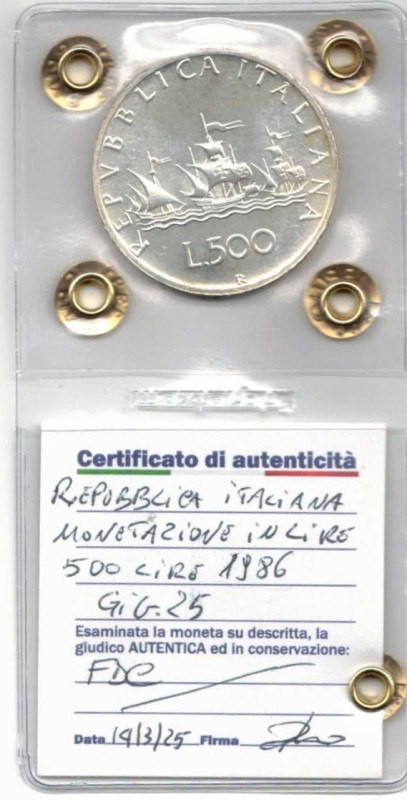 REPVBBLICA ITALIANA
L.500
R
Certificato di autenticità
REPUBBLICA ITALIANA
MONETAZIONE IN LIRE
500 LIRE 1986
GIG. 25
Esaminata la moneta su descritta, la
giudico AUTENTICA ed in conservazione:
FDC
Data 19/3/25 Firma